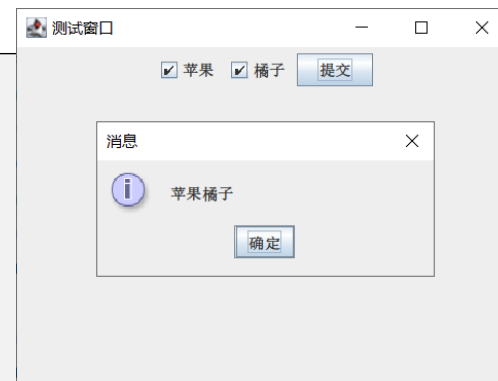 测试窗口
苹果 橘子 提交
消息
i
苹果橘子
确定